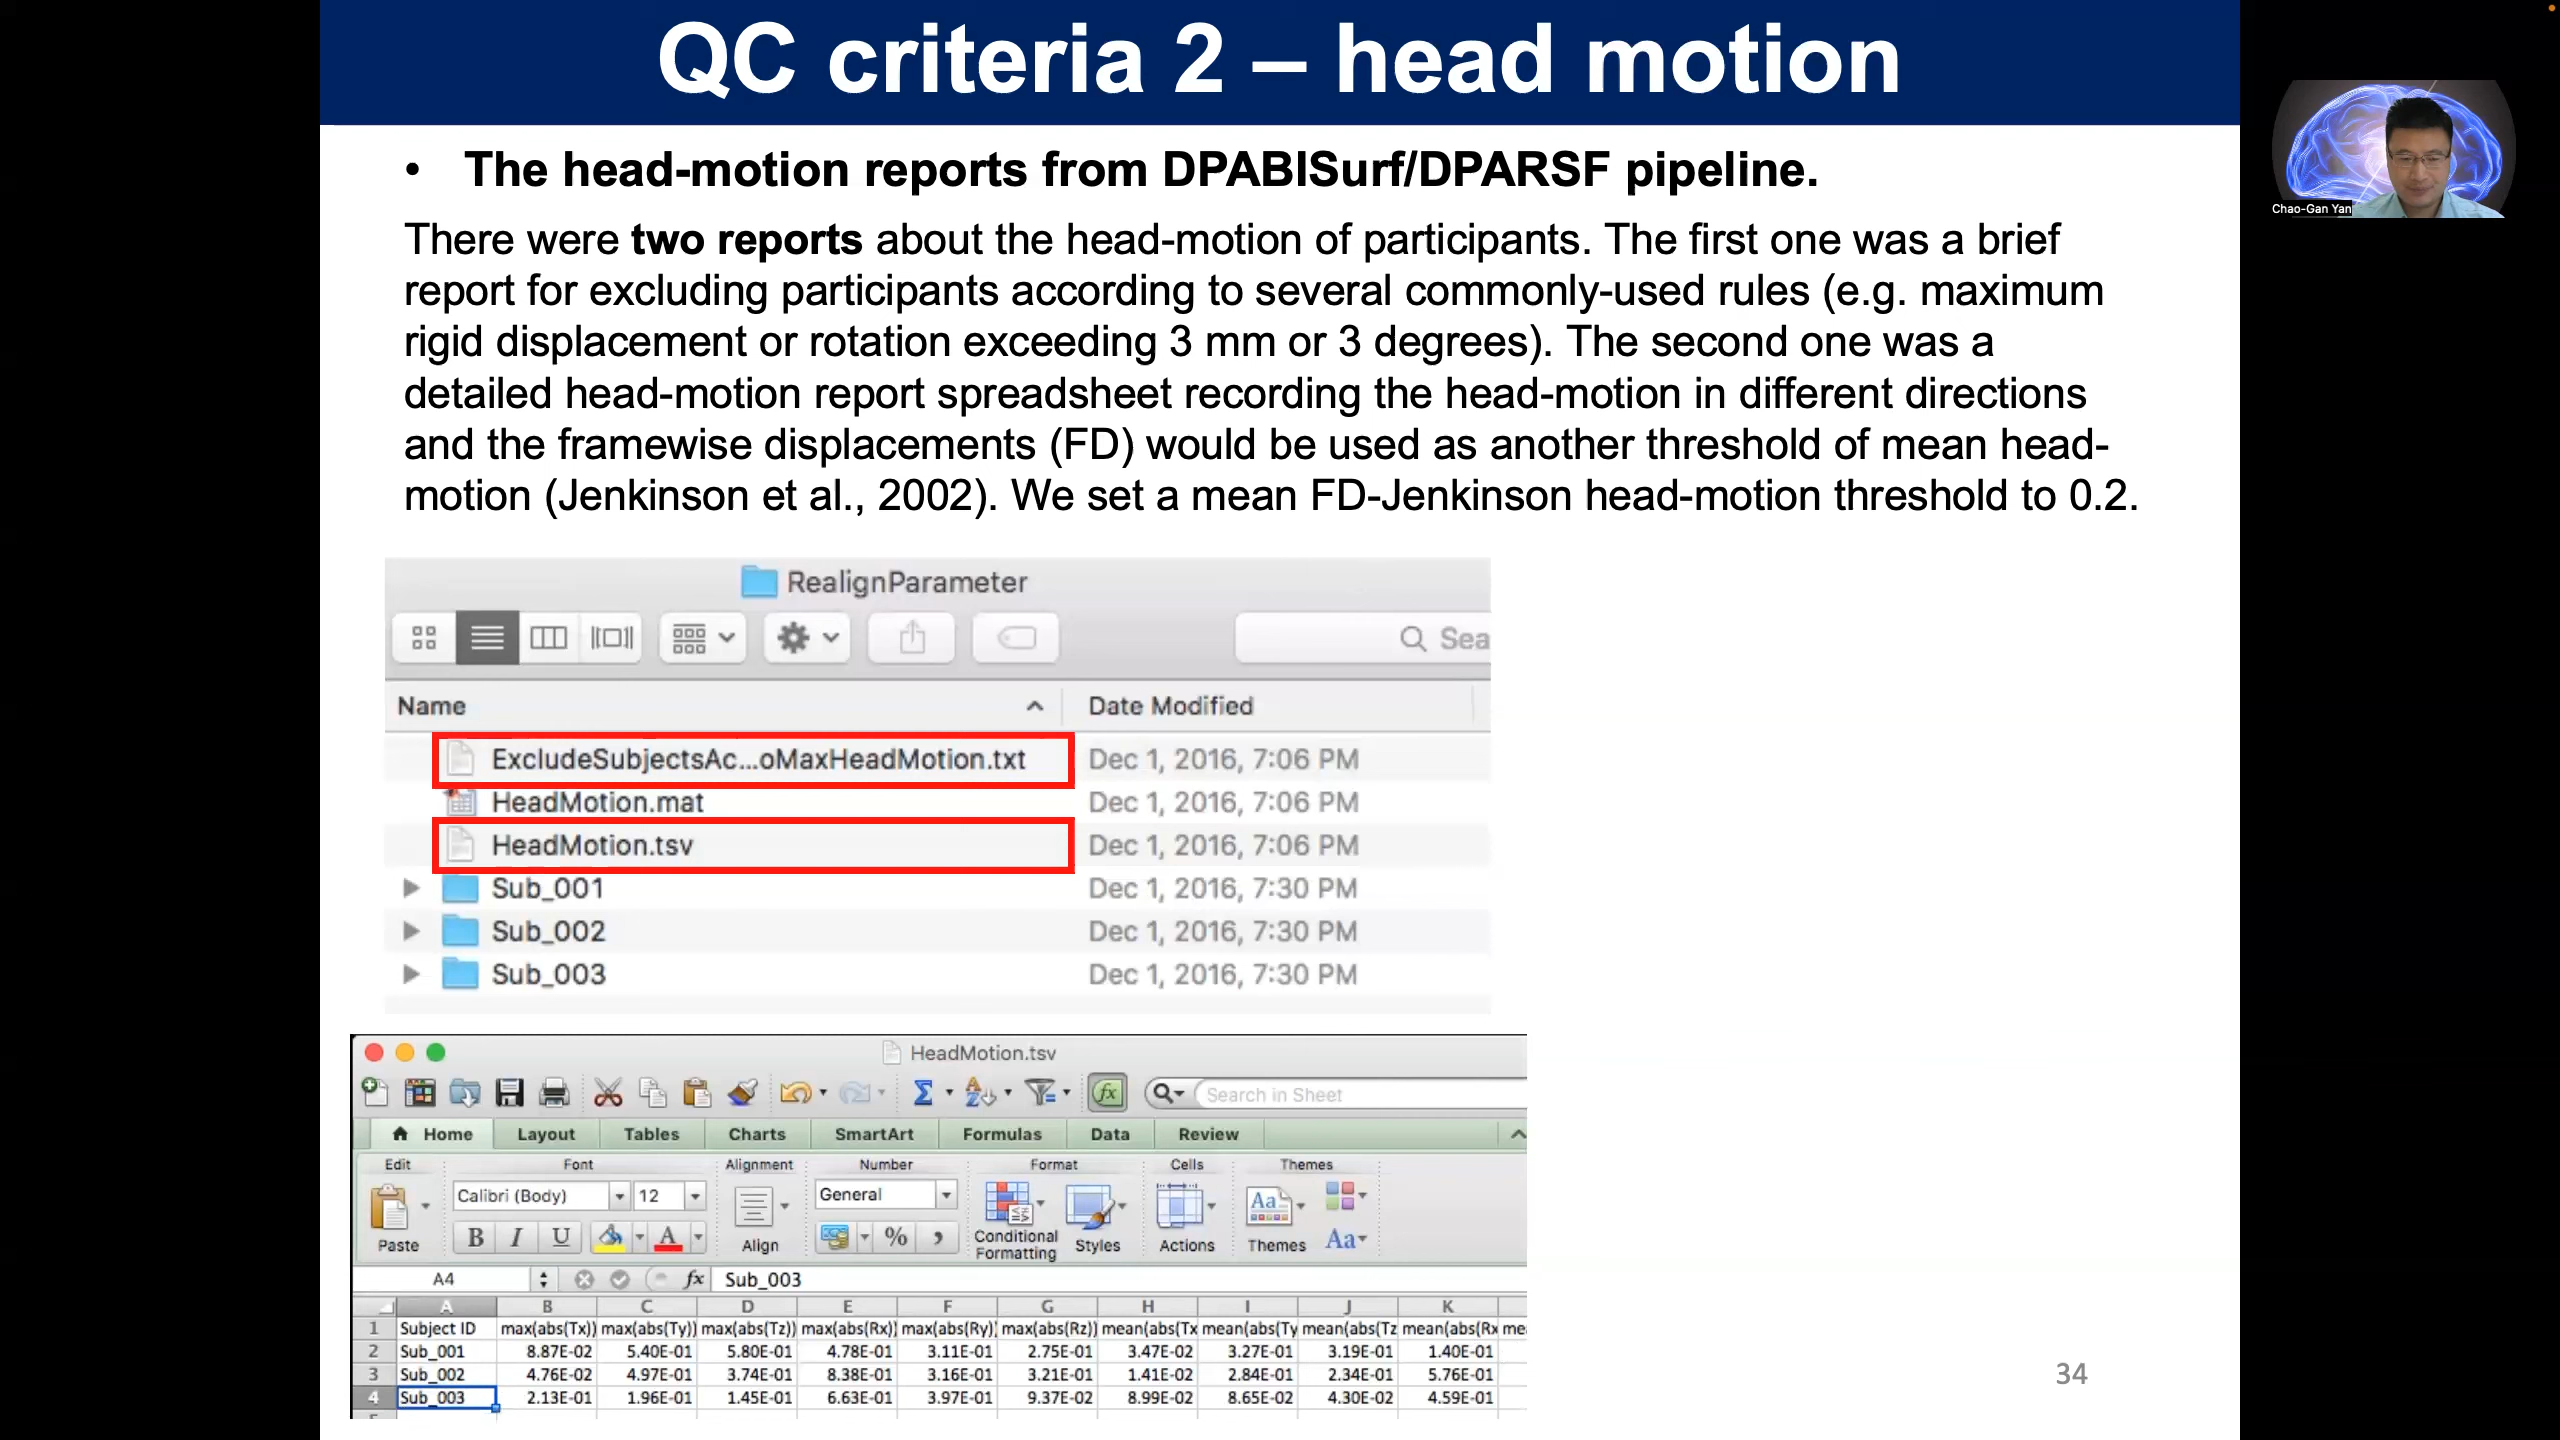 QC criteria 2 – head motion
Chao-Gan Yan
• The head-motion reports from DPABISurf/DPARSF pipeline.
There were two reports about the head-motion of participants. The first one was a brief
report for excluding participants according to several commonly-used rules (e.g. maximum
rigid displacement or rotation exceeding 3 mm or 3 degrees). The second one was a
detailed head-motion report spreadsheet recording the head-motion in different directions
and the framewise displacements (FD) would be used as another threshold of mean head-
motion (Jenkinson et al., 2002). We set a mean FD-Jenkinson head-motion threshold to 0.2.
RealignParameter
Sea
Name Date Modified
ExcludeSubjectsAc...oMaxHeadMotion.txt Dec 1, 2016, 7:06 PM
HeadMotion.mat Dec 1, 2016, 7:06 PM
HeadMotion.tsv Dec 1, 2016, 7:06 PM
Sub_001 Dec 1, 2016, 7:30 PM
Sub_002 Dec 1, 2016, 7:30 PM
Sub_003 Dec 1, 2016, 7:30 PM
HeadMotion.tsv
Search in Sheet
Home Layout Tables Charts SmartArt Formulas Data Review
Edit Font Alignment Number Format Cells Themes
Calibri (Body) 12 General
B I U A % , Aa Aa
Paste Align Conditional Formatting Styles Actions Themes
A4 fx Sub_003
A B C D E F G H I J K
1 Subject ID max(abs(Tx)) max(abs(Ty)) max(abs(Tz)) max(abs(Rx)) max(abs(Ry)) max(abs(Rz)) mean(abs(Tx mean(abs(Ty mean(abs(Tz mean(abs(Rx me
2 Sub_001 8.87E-02 5.40E-01 5.80E-01 4.78E-01 3.11E-01 2.75E-01 3.47E-02 3.27E-01 3.19E-01 1.40E-01
3 Sub_002 4.76E-02 4.97E-01 3.74E-01 8.38E-01 3.16E-01 3.21E-01 1.41E-02 2.84E-01 2.34E-01 5.76E-01
4 Sub_003 2.13E-01 1.96E-01 1.45E-01 6.63E-01 3.97E-01 9.37E-02 8.99E-02 8.65E-02 4.30E-02 4.59E-01
34